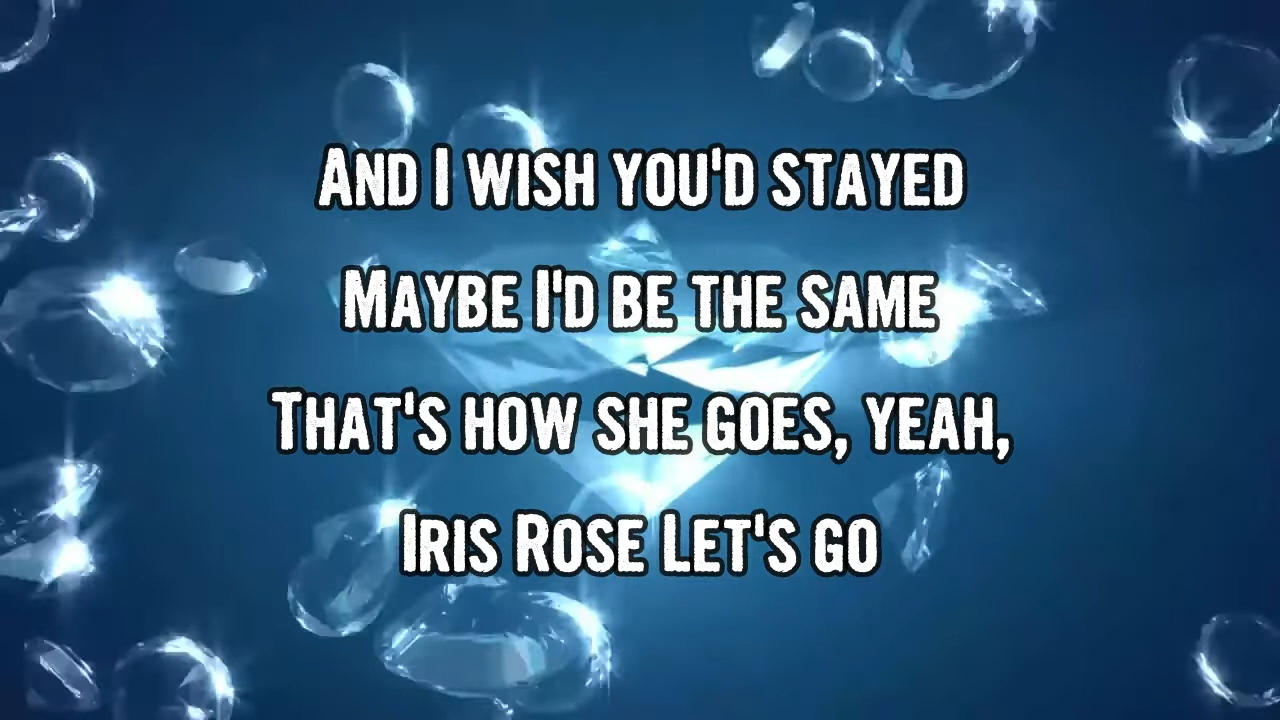 And I wish you'd stayed
Maybe I'd be the same
That's how she goes, yeah,
Iris Rose Let's go